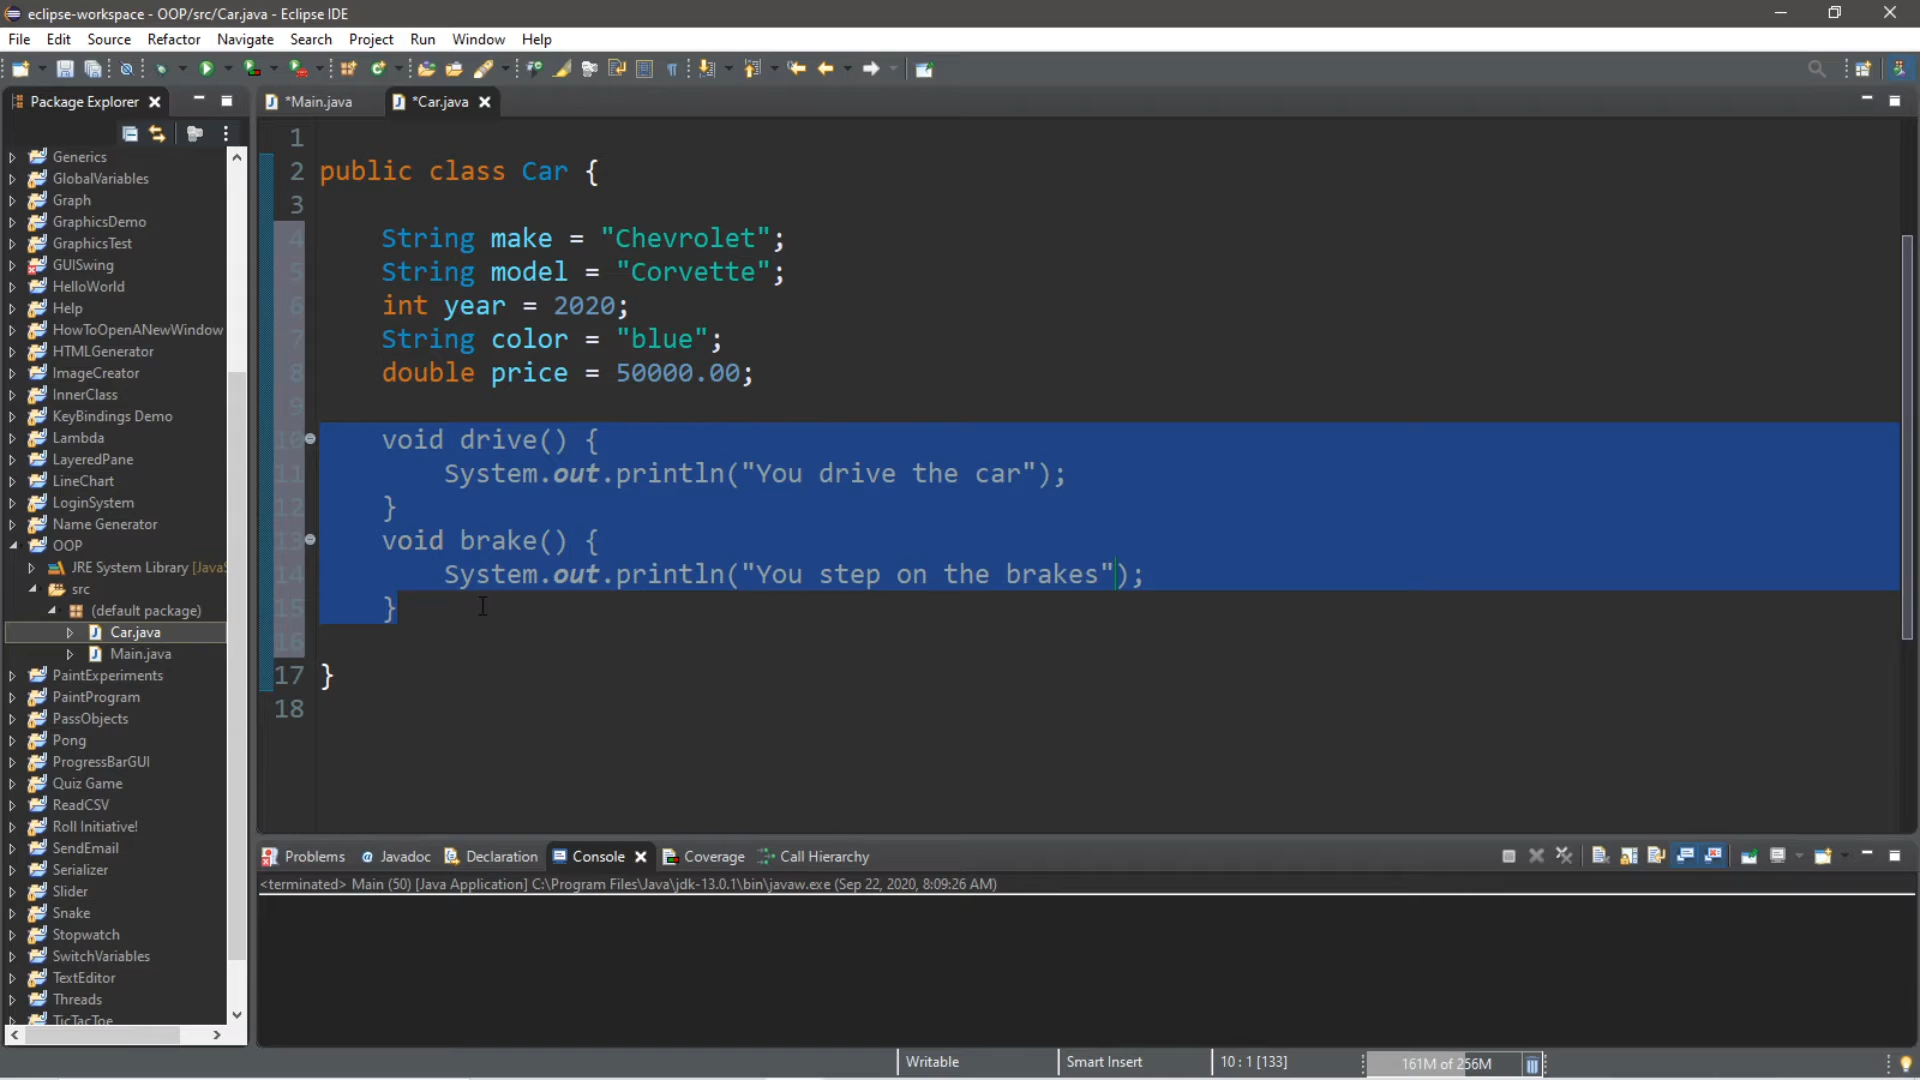 eclipse-workspace - OOP/src/Car.java - Eclipse IDE
File Edit Source Refactor Navigate Search Project Run Window Help
Package Explorer
*Main.java
*Car.java
Generics
GlobalVariables
Graph
GraphicsDemo
GraphicsTest
GUISwing
HelloWorld
Help
HowToOpenANewWindow
HTMLGenerator
ImageCreator
InnerClass
KeyBindings Demo
Lambda
LayeredPane
LineChart
LoginSystem
Name Generator
OOP
JRE System Library [Java
src
(default package)
Car.java
Main.java
PaintExperiments
PaintProgram
PassObjects
Pong
ProgressBarGUI
Quiz Game
ReadCSV
Roll Initiative!
SendEmail
Serializer
Slider
Snake
Stopwatch
SwitchVariables
TextEditor
Threads
TicTacToe
1
2 public class Car {
3
4 String make = "Chevrolet";
5 String model = "Corvette";
6 int year = 2020;
7 String color = "blue";
8 double price = 50000.00;
9
10 void drive() {
11 System.out.println("You drive the car");
12 }
13 void brake() {
14 System.out.println("You step on the brakes");
15 }
16
17 }
18
Problems Javadoc Declaration Console Coverage Call Hierarchy
<terminated> Main (50) [Java Application] C:\Program Files\Java\jdk-13.0.1\bin\javaw.exe (Sep 22, 2020, 8:09:26 AM)
Writable Smart Insert 10 : 1 [133] 161M of 256M